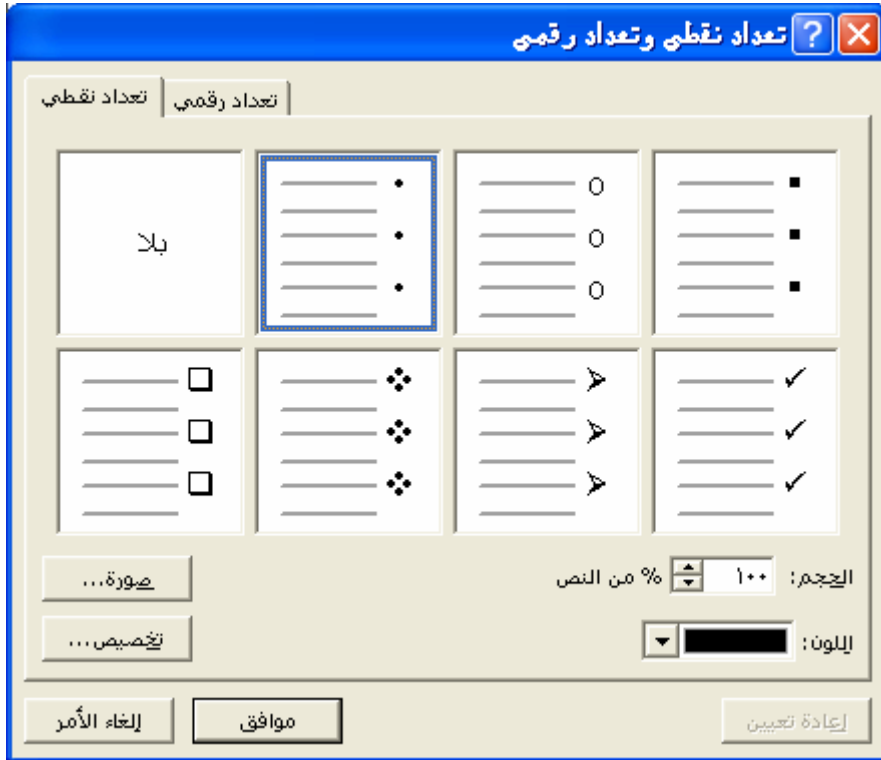 تعداد نقطي وتعداد رقمي
تعداد نقطي
تعداد رقمي
بلا
الحجم: ١٠٠ % من النص
صورة...
اللون:
تخصيص...
إعادة تعيين
موافق
إلغاء الأمر